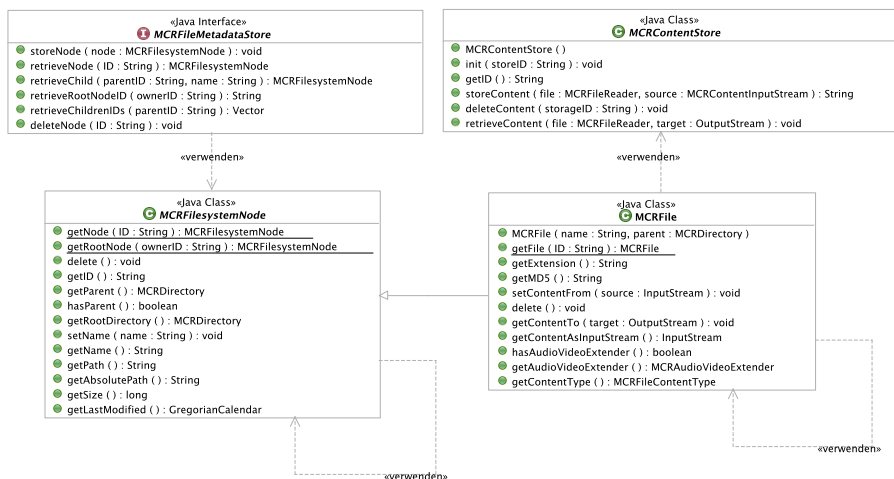 «Java Interface»
I MCRFileMetadataStore
storeNode ( node : MCRFilesystemNode ) : void
retrieveNode ( ID : String ) : MCRFilesystemNode
retrieveChild ( parentID : String, name : String ) : MCRFilesystemNode
retrieveRootNodeID ( ownerID : String ) : String
retrieveChildrenIDs ( parentID : String ) : Vector
deleteNode ( ID : String ) : void
«Java Class»
C MCRContentStore
MCRContentStore ( )
init ( storeID : String ) : void
getID ( ) : String
storeContent ( file : MCRFileReader, source : MCRContentInputStream ) : String
deleteContent ( storageID : String ) : void
retrieveContent ( file : MCRFileReader, target : OutputStream ) : void
«verwenden»
«verwenden»
«Java Class»
C MCRFilesystemNode
getNode ( ID : String ) : MCRFilesystemNode
getRootNode ( ownerID : String ) : MCRFilesystemNode
delete ( ) : void
getID ( ) : String
getParent ( ) : MCRDirectory
hasParent ( ) : boolean
getRootDirectory ( ) : MCRDirectory
setName ( name : String ) : void
getName ( ) : String
getPath ( ) : String
getAbsolutePath ( ) : String
getSize ( ) : long
getLastModified ( ) : GregorianCalendar
«Java Class»
C MCRFile
MCRFile ( name : String, parent : MCRDirectory )
getFile ( ID : String ) : MCRFile
getExtension ( ) : String
getMD5 ( ) : String
setContentFrom ( source : InputStream ) : void
delete ( ) : void
getContentTo ( target : OutputStream ) : void
getContentAsInputStream ( ) : InputStream
hasAudioVideoExtender ( ) : boolean
getAudioVideoExtender ( ) : MCRAudioVideoExtender
getContentType ( ) : MCRFileContentType
«verwenden»
«verwenden»